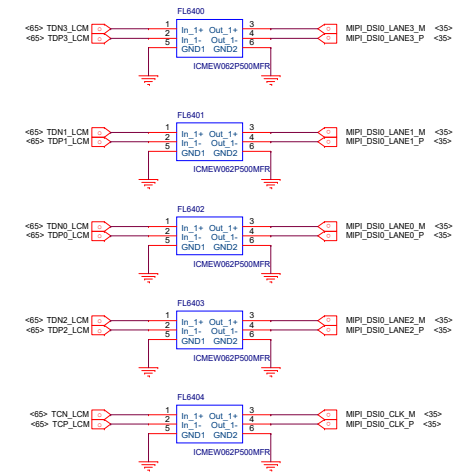 FL6400
<65> TDN3_LCM 1 In_1+ Out_1+ 3 MIPI_DSI0_LANE3_M <35>
<65> TDP3_LCM 2 In_1- Out_1- 4 MIPI_DSI0_LANE3_P <35>
5 GND1 GND2 6
ICMEW062P500MFR
FL6401
<65> TDN1_LCM 1 In_1+ Out_1+ 3 MIPI_DSI0_LANE1_M <35>
<65> TDP1_LCM 2 In_1- Out_1- 4 MIPI_DSI0_LANE1_P <35>
5 GND1 GND2 6
ICMEW062P500MFR
FL6402
<65> TDN0_LCM 1 In_1+ Out_1+ 3 MIPI_DSI0_LANE0_M <35>
<65> TDP0_LCM 2 In_1- Out_1- 4 MIPI_DSI0_LANE0_P <35>
5 GND1 GND2 6
ICMEW062P500MFR
FL6403
<65> TDN2_LCM 1 In_1+ Out_1+ 3 MIPI_DSI0_LANE2_M <35>
<65> TDP2_LCM 2 In_1- Out_1- 4 MIPI_DSI0_LANE2_P <35>
5 GND1 GND2 6
ICMEW062P500MFR
FL6404
<65> TCN_LCM 1 In_1+ Out_1+ 3 MIPI_DSI0_CLK_M <35>
<65> TCP_LCM 2 In_1- Out_1- 4 MIPI_DSI0_CLK_P <35>
5 GND1 GND2 6
ICMEW062P500MFR